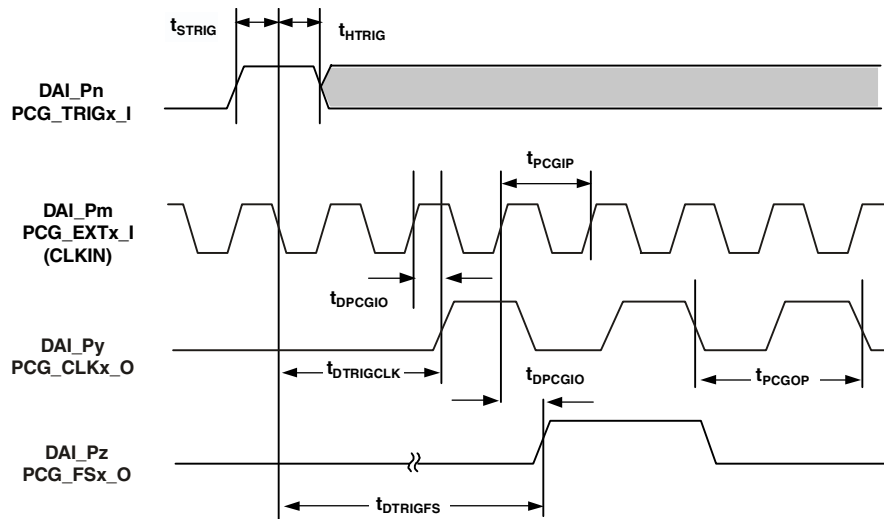 tSTRIG
tHTRIG
DAI_Pn
PCG_TRIGx_I
tPCGIP
DAI_Pm
PCG_EXTx_I
(CLKIN)
tDPCGIO
DAI_Py
PCG_CLKx_O
tDTRIGCLK
tDPCGIO
tPCGOP
DAI_Pz
PCG_FSx_O
tDTRIGFS